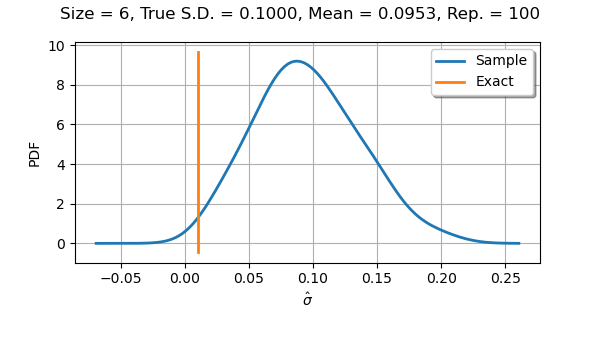 Size = 6, True S.D. = 0.1000, Mean = 0.0953, Rep. = 100
10
8
6
4
2
0
PDF
Sample
Exact
−0.05
0.00
0.05
0.10
0.15
0.20
0.25
σ̂